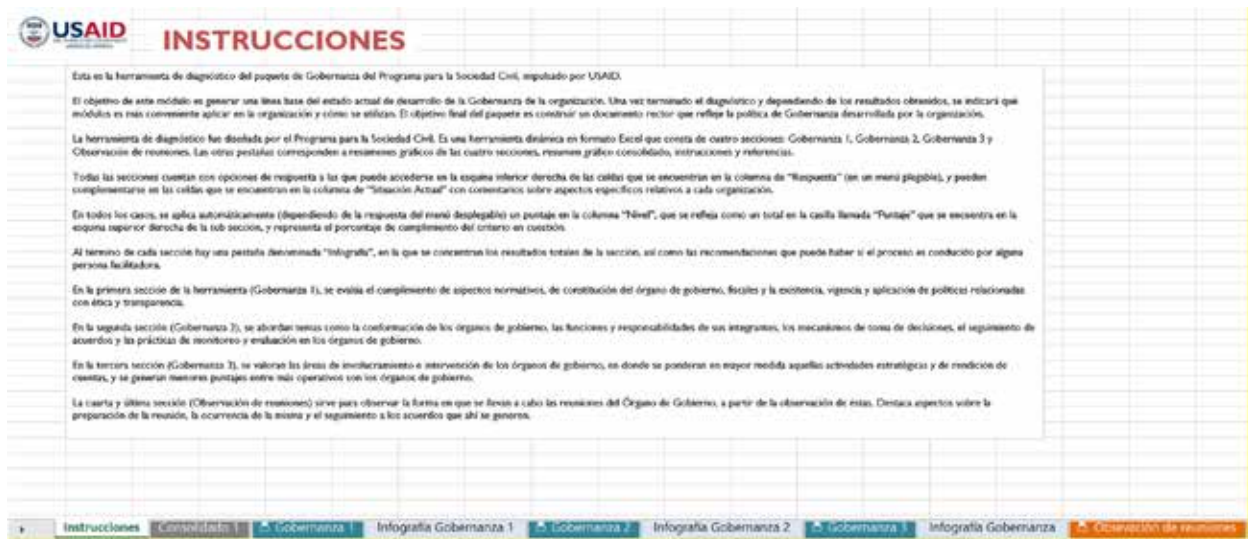 USAID
INSTRUCCIONES
Esta es la herramienta de diagnóstico del paquete de Gobernanza del Programa para la Sociedad Civil, impulsado por USAID.
El objetivo de este módulo es generar una línea base del estado actual de desarrollo de la Gobernanza de la organización. Una vez terminado el diagnóstico y dependiendo de los resultados obtenidos, se indicará qué
módulos es más conveniente aplicar en la organización y cómo se utilizan. El objetivo final del paquete es construir un documento rector que refleje la política de Gobernanza desarrollada por la organización.
La herramienta de diagnóstico fue diseñada por el Programa para la Sociedad Civil. Es una herramienta dinámica en formato Excel que consta de cuatro secciones: Gobernanza 1, Gobernanza 2, Gobernanza 3 y
Observación de reuniones. Las otras pestañas corresponden a resúmenes gráficos de las cuatro secciones, resumen gráfico consolidado, instrucciones y referencias.
Todas las secciones cuentan con opciones de respuesta a las que puede accederse en la esquina inferior derecha de las celdas que se encuentran en la columna de "Respuesta" (en un menú plegable), y pueden
complementarse en las celdas que se encuentran en la columna de "Situación Actual" con comentarios sobre aspectos específicos relativos a cada organización.
En todos los casos, se aplica automáticamente (dependiendo de la respuesta del menú desplegable) un puntaje en la columna "Nivel", que se refleja como un total en la casilla llamada "Puntaje" que se encuentra en la
esquina superior derecha de la sub sección, y representa el porcentaje de cumplimiento del criterio en cuestión.
Al término de cada sección hay una pestaña denominada "Infografía", en la que se concentran los resultados totales de la sección, así como las recomendaciones que puede haber si el proceso es conducido por alguna
persona facilitadora.
En la primera sección de la herramienta (Gobernanza 1), se evalúa el cumplimiento de aspectos normativos, de constitución del órgano de gobierno, fiscales y la existencia, vigencia y aplicación de políticas relacionadas
con ética y transparencia.
En la segunda sección (Gobernanza 2), se abordan temas como la conformación de los órganos de gobierno, las funciones y responsabilidades de sus integrantes, los mecanismos de toma de decisiones, el seguimiento de
acuerdos y las prácticas de monitoreo y evaluación en los órganos de gobierno.
En la tercera sección (Gobernanza 3), se valoran las áreas de involucramiento e intervención de los órganos de gobierno, en donde se ponderan en mayor medida aquellas actividades estratégicas y de rendición de
cuentas, y se generan menores puntajes entre más operativos son los órganos de gobierno.
La cuarta y última sección (Observación de reuniones) sirve para observar la forma en que se llevan a cabo las reuniones del Órgano de Gobierno, a partir de la observación de éstas. Destaca aspectos sobre la
preparación de la reunión, la ocurrencia de la misma y el seguimiento a los acuerdos que ahí se generen.
Instrucciones Consolidado 1 Gobernanza 1 Infografía Gobernanza 1 Gobernanza 2 Infografía Gobernanza 2 Gobernanza 3 Infografía Gobernanza Obsevación de reuniones